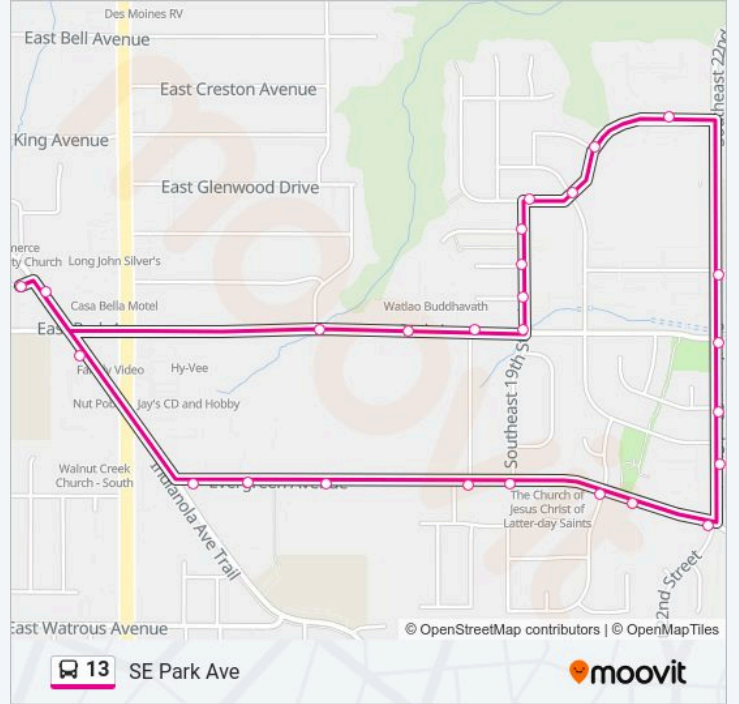 Des Moines RV
East Bell Avenue
East Creston Avenue
King Avenue
East Glenwood Drive
Long John Silver's
Church
Casa Bella Motel
Watlao Buddhavath
Hy-Vee
Video
Jay's CD and Hobby
Nut
Southeast 19th
Walnut Creek
Church - South
Indianola Ave Trail
The Church of
Jesus Christ of
Latter-day Saints
Street
East Watrous Avenue
© OpenStreetMap contributors | © OpenMapTiles
13 SE Park Ave
moovit